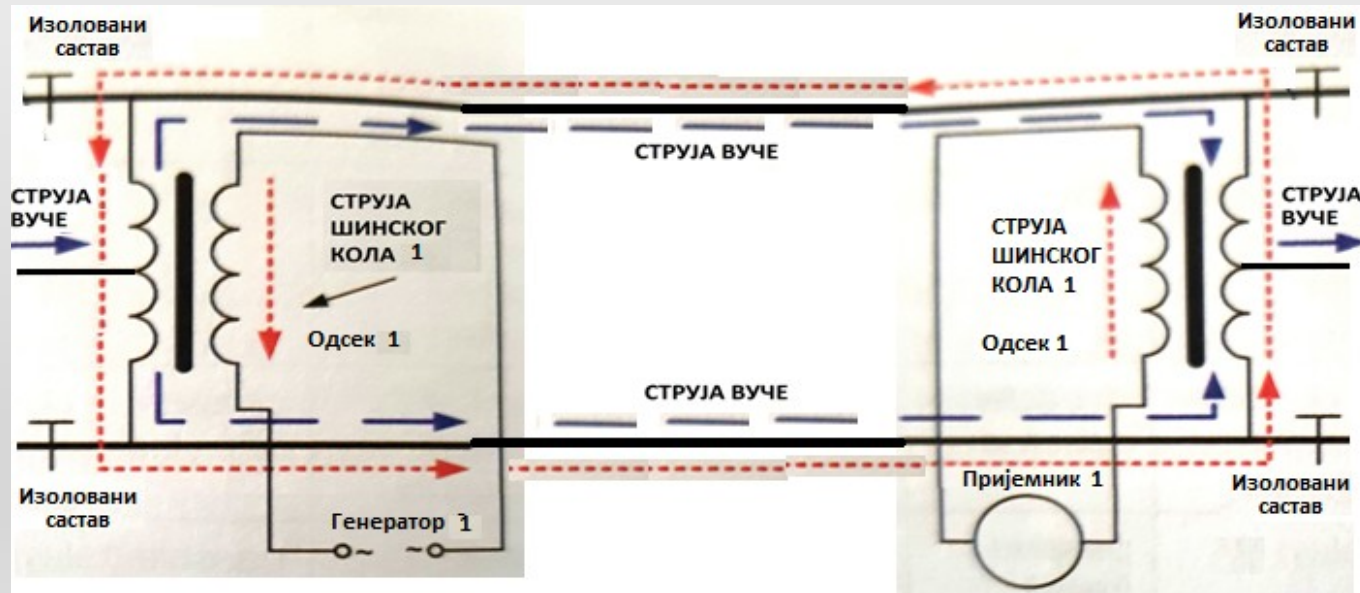 Изоловани
састав
Изоловани
састав
СТРУЈА ВУЧЕ
СТРУЈА
ВУЧЕ
СТРУЈА
ШИНСКОГ
КОЛА 1
Одсек 1
СТРУЈА
ШИНСКОГ
КОЛА 1
Одсек 1
СТРУЈА
ВУЧЕ
СТРУЈА ВУЧЕ
Изоловани
састав
Генератор 1
~ ~
Пријемник 1
Изоловани
састав